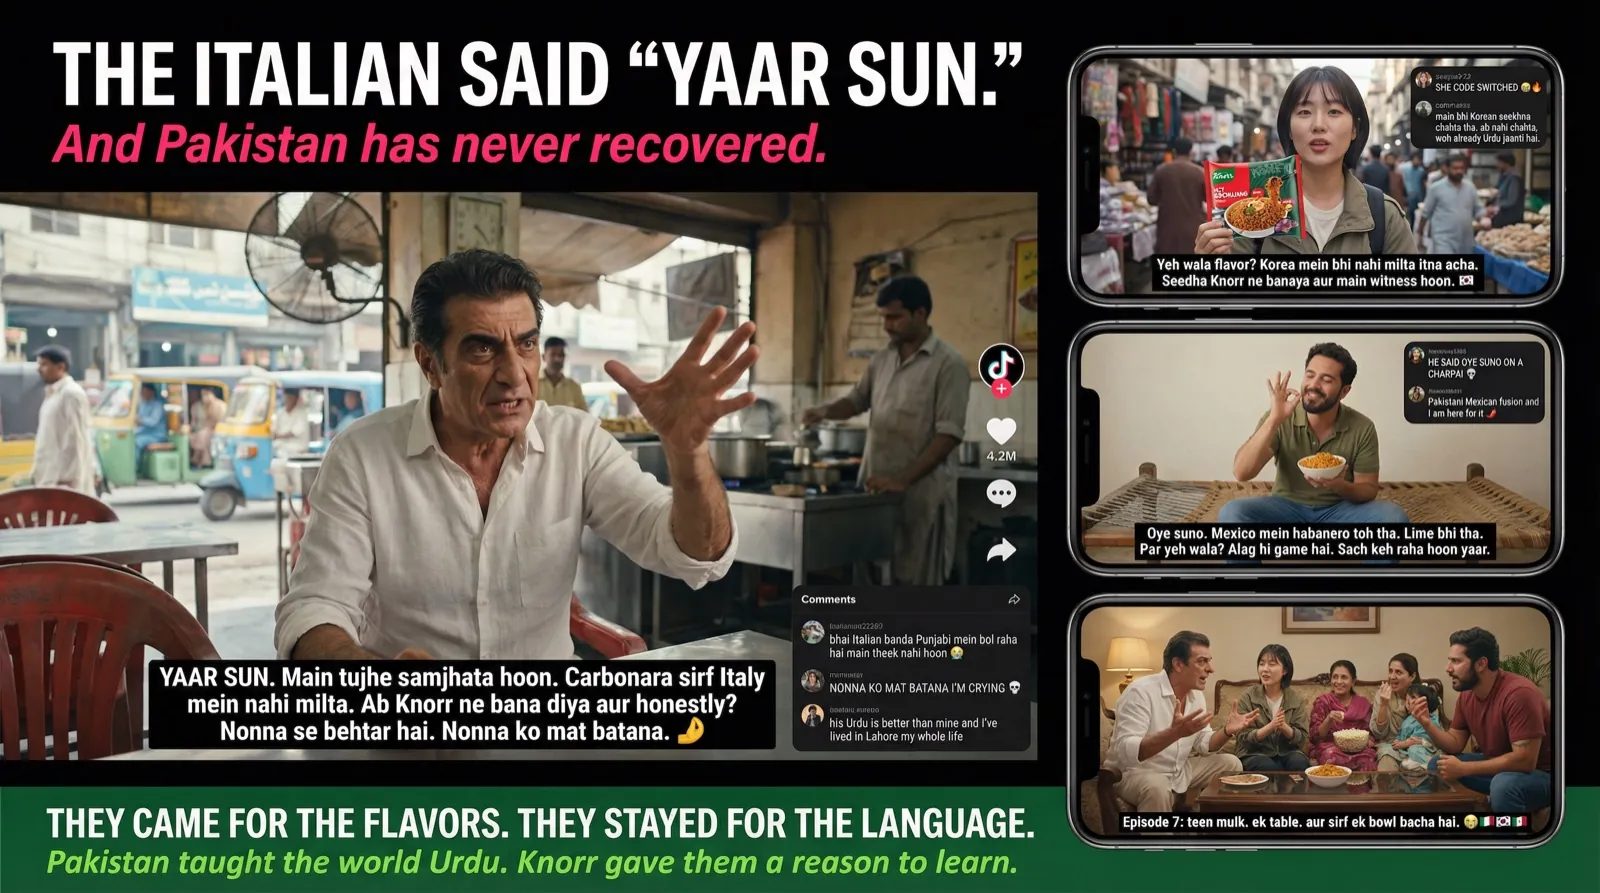 THE ITALIAN SAID “YAAR SUN.”
And Pakistan has never recovered.
4.2M
Comments
bhai Italian banda Punjabi mein bol raha
hai main theek nahi hoon 😭
NONNA KO MAT BATANA I'M CRYING 💀
his Urdu is better than mine and I've
lived in Lahore my whole life
YAAR SUN. Main tujhe samjhata hoon. Carbonara sirf Italy
mein nahi milta. Ab Knorr ne bana diya aur honestly?
Nonna se behtar hai. Nonna ko mat batana. 🤌
SHE CODE SWITCHED 😭🔥
main bhi Korean seekhna
chahta tha. ab nahi chahta,
woh already Urdu jaanti hai.
Knorr
Yeh wala flavor? Korea mein bhi nahi milta itna acha.
Seedha Knorr ne banaya aur main witness hoon. 🇰🇷
HE SAID OYE SUNO ON A
CHARPAI 💀
Pakistani Mexican fusion and
I am here for it 🌶️
Oye suno. Mexico mein habanero toh tha. Lime bhi tha.
Par yeh wala? Alag hi game hai. Sach keh raha hoon yaar.
Episode 7: teen mulk. ek table. aur sirf ek bowl bacha hai. 😭🇮🇹🇰🇷🇲🇽
THEY CAME FOR THE FLAVORS. THEY STAYED FOR THE LANGUAGE.
Pakistan taught the world Urdu. Knorr gave them a reason to learn.